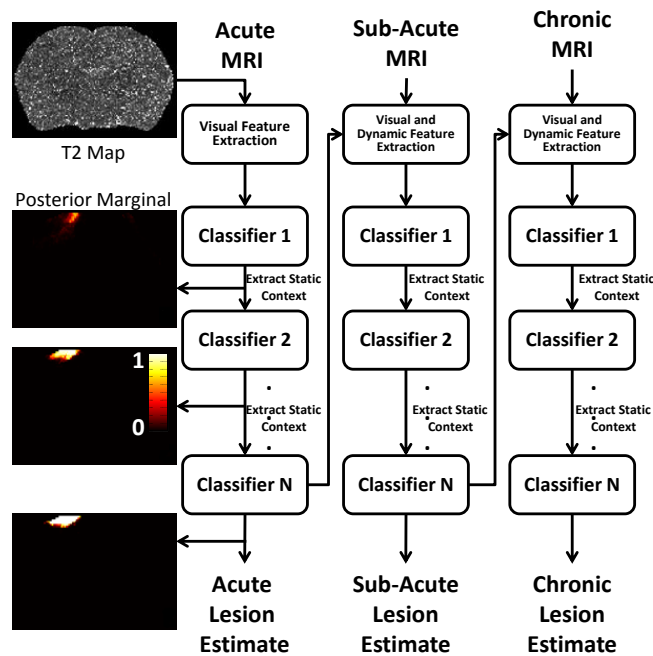 Acute
MRI
Sub-Acute
MRI
Chronic
MRI
T2 Map
Visual Feature
Extraction
Visual and
Dynamic Feature
Extraction
Visual and
Dynamic Feature
Extraction
Posterior Marginal
Classifier 1
Classifier 1
Classifier 1
Extract Static
Context
Extract Static
Context
Extract Static
Context
Classifier 2
Classifier 2
Classifier 2
1
0
Extract Static
Context
Extract Static
Context
Extract Static
Context
Classifier N
Classifier N
Classifier N
Acute
Lesion
Estimate
Sub-Acute
Lesion
Estimate
Chronic
Lesion
Estimate